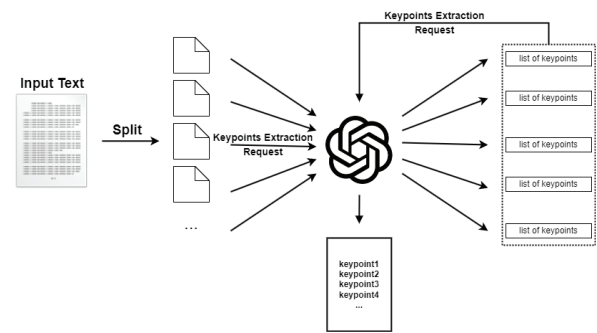 Keypoints Extraction
Request
Input Text
Split
Keypoints Extraction
Request
...
list of keypoints
list of keypoints
list of keypoints
list of keypoints
list of keypoints
keypoint1
keypoint2
keypoint3
keypoint4
...